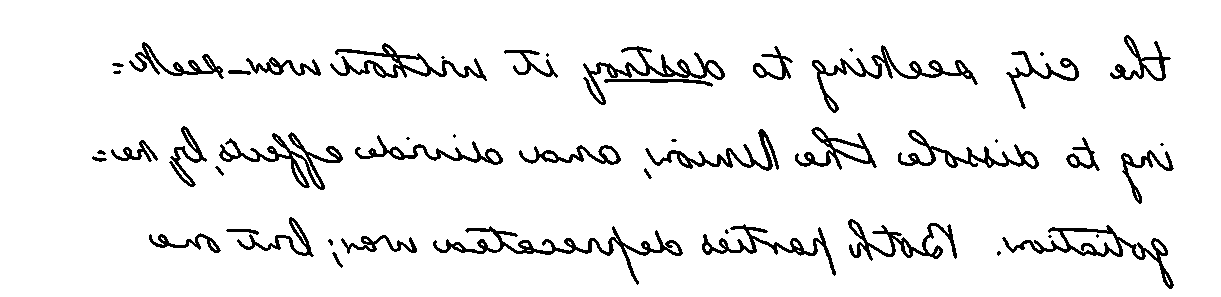 the city seeking to destroy it without war—seek=
ing to dissole the Union, and divide effects, by ne=
gotiation. Both parties deprecated war; but one